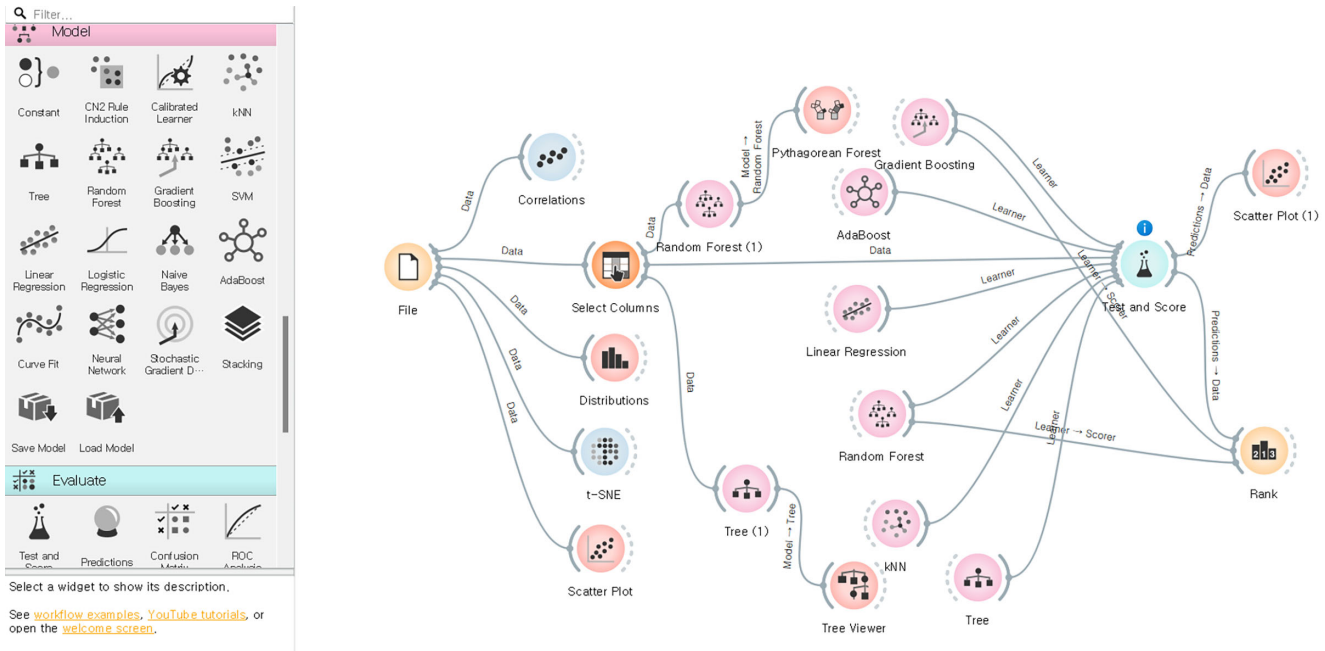 Filter...
Model
Constant
CN2 Rule
Induction
Calibrated
Learner
kNN
Tree
Random
Forest
Gradient
Boosting
SVM
Linear
Regression
Logistic
Regression
Naive
Bayes
AdaBoost
Curve Fit
Neural
Network
Stochastic
Gradient D...
Stacking
Save Model
Load Model
Evaluate
Test and
Score
Predictions
Confusion
Matrix
ROC
Analysis
Select a widget to show its description.
See workflow examples, YouTube tutorials, or
open the welcome screen.
File
Data
Correlations
Data
Select Columns
Data
Distributions
Data
t-SNE
Data
Scatter Plot
Data
Random Forest (1)
Model →
Random Forest
Pythagorean Forest
Data
Tree (1)
Model → Tree
Tree Viewer
Data
Gradient Boosting
Learner
AdaBoost
Learner
Linear Regression
Learner
Random Forest
Learner
kNN
Learner
Tree
Learner
Learner → Scorer
Learner → Scorer
Test and Score
Predictions → Data
Scatter Plot (1)
Predictions → Data
Rank
213